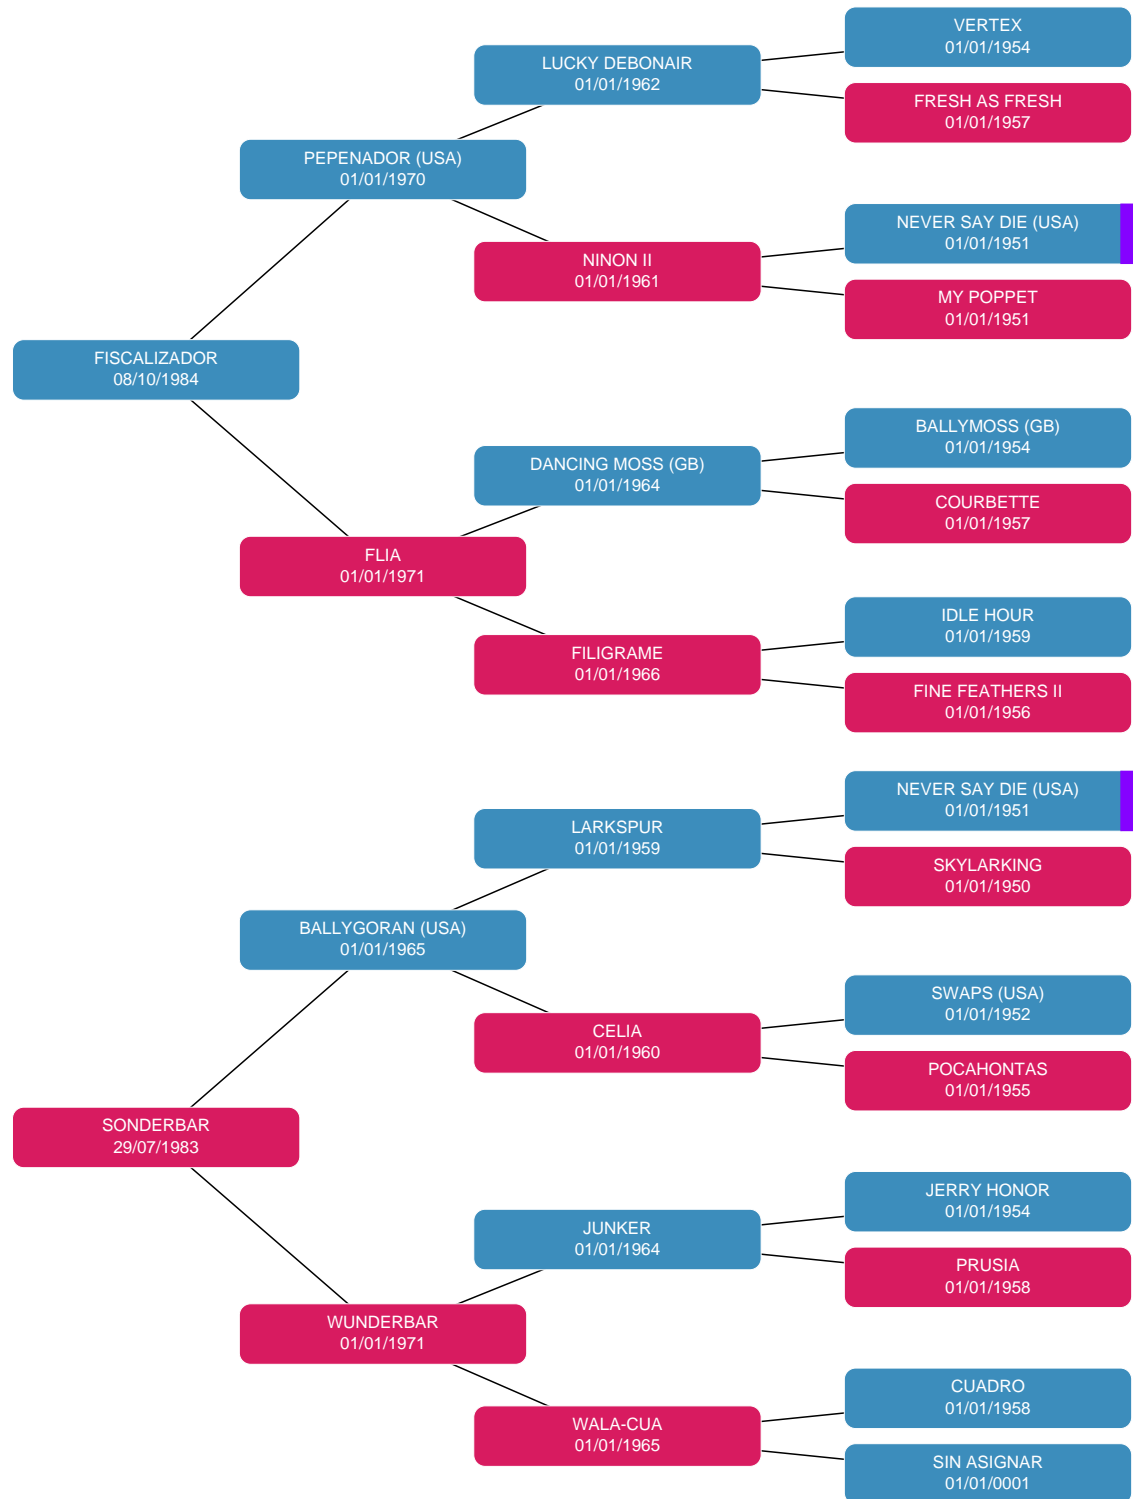 VERTEX
01/01/1954
LUCKY DEBONAIR
01/01/1962
FRESH AS FRESH
01/01/1957
PEPENADOR (USA)
01/01/1970
NEVER SAY DIE (USA)
01/01/1951
NINON II
01/01/1961
MY POPPET
01/01/1951
FISCALIZADOR
08/10/1984
BALLYMOSS (GB)
01/01/1954
DANCING MOSS (GB)
01/01/1964
COURBETTE
01/01/1957
FLIA
01/01/1971
IDLE HOUR
01/01/1959
FILIGRAME
01/01/1966
FINE FEATHERS II
01/01/1956
NEVER SAY DIE (USA)
01/01/1951
LARKSPUR
01/01/1959
SKYLARKING
01/01/1950
BALLYGORAN (USA)
01/01/1965
SWAPS (USA)
01/01/1952
CELIA
01/01/1960
POCAHONTAS
01/01/1955
SONDERBAR
29/07/1983
JERRY HONOR
01/01/1954
JUNKER
01/01/1964
PRUSIA
01/01/1958
WUNDERBAR
01/01/1971
CUADRO
01/01/1958
WALA-CUA
01/01/1965
SIN ASIGNAR
01/01/0001